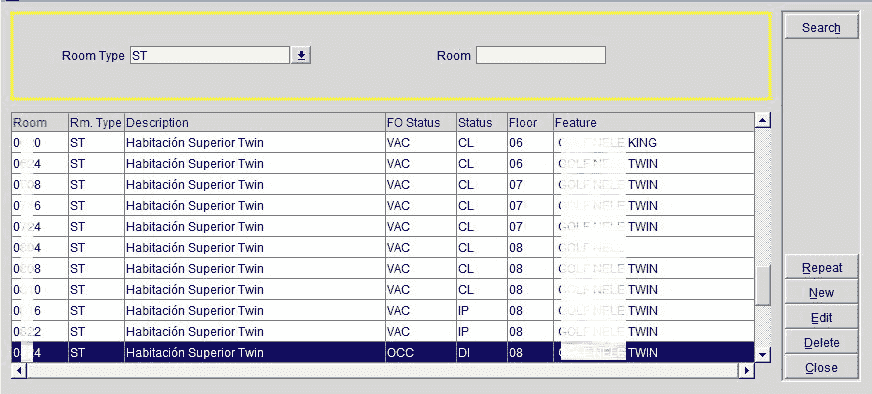 Search
Room Type ST Room
Room Rm. Type Description FO Status Status Floor Feature
ST Habitación Superior Twin VAC CL 06 KING
ST Habitación Superior Twin VAC CL 06 TWIN
ST Habitación Superior Twin VAC CL 07 TWIN
ST Habitación Superior Twin VAC CL 07 TWIN
ST Habitación Superior Twin VAC CL 07 TWIN
ST Habitación Superior Twin VAC CL 08
ST Habitación Superior Twin VAC CL 08 TWIN
ST Habitación Superior Twin VAC CL 08 TWIN
ST Habitación Superior Twin VAC IP 08 TWIN
ST Habitación Superior Twin VAC IP 08 TWIN
ST Habitación Superior Twin OCC DI 08 TWIN
Repeat
New
Edit
Delete
Close